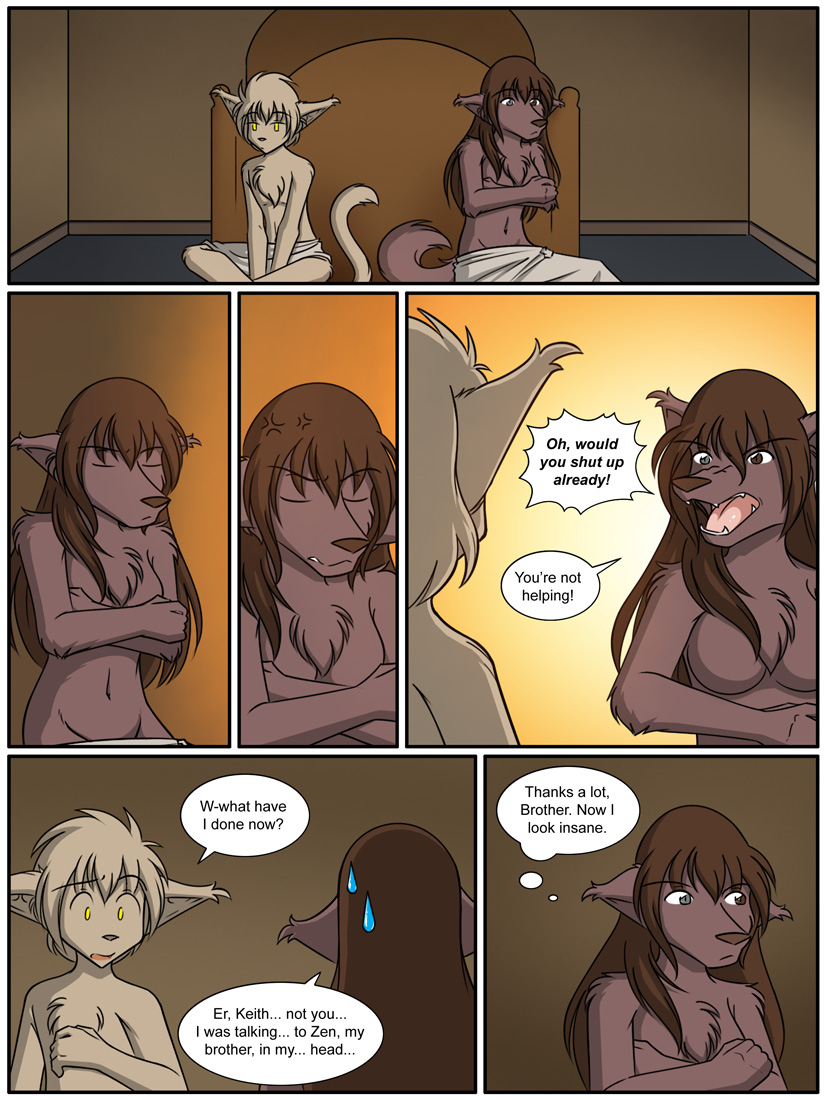 Oh, would
you shut up
already!
You're not
helping!
W-what have
I done now?
Er, Keith... not you...
I was talking... to Zen, my
brother, in my... head...
Thanks a lot,
Brother. Now I
look insane.